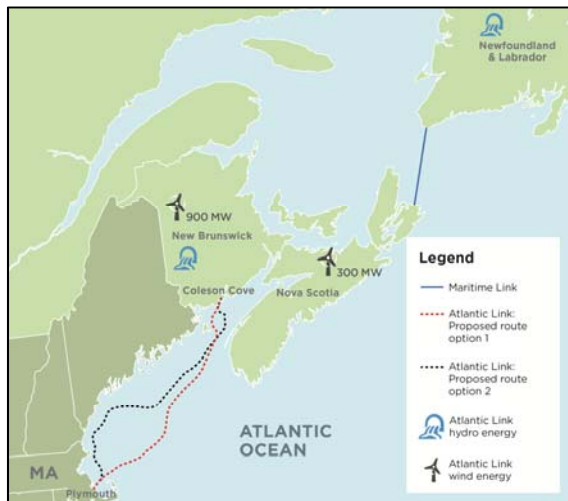 Newfoundland
& Labrador
900 MW
New Brunswick
300 MW
Coleson Cove
Nova Scotia
Legend
Maritime Link
Atlantic Link:
Proposed route
option 1
Atlantic Link:
Proposed route
option 2
Atlantic Link
hydro energy
Atlantic Link
wind energy
ATLANTIC
OCEAN
MA
Plymouth